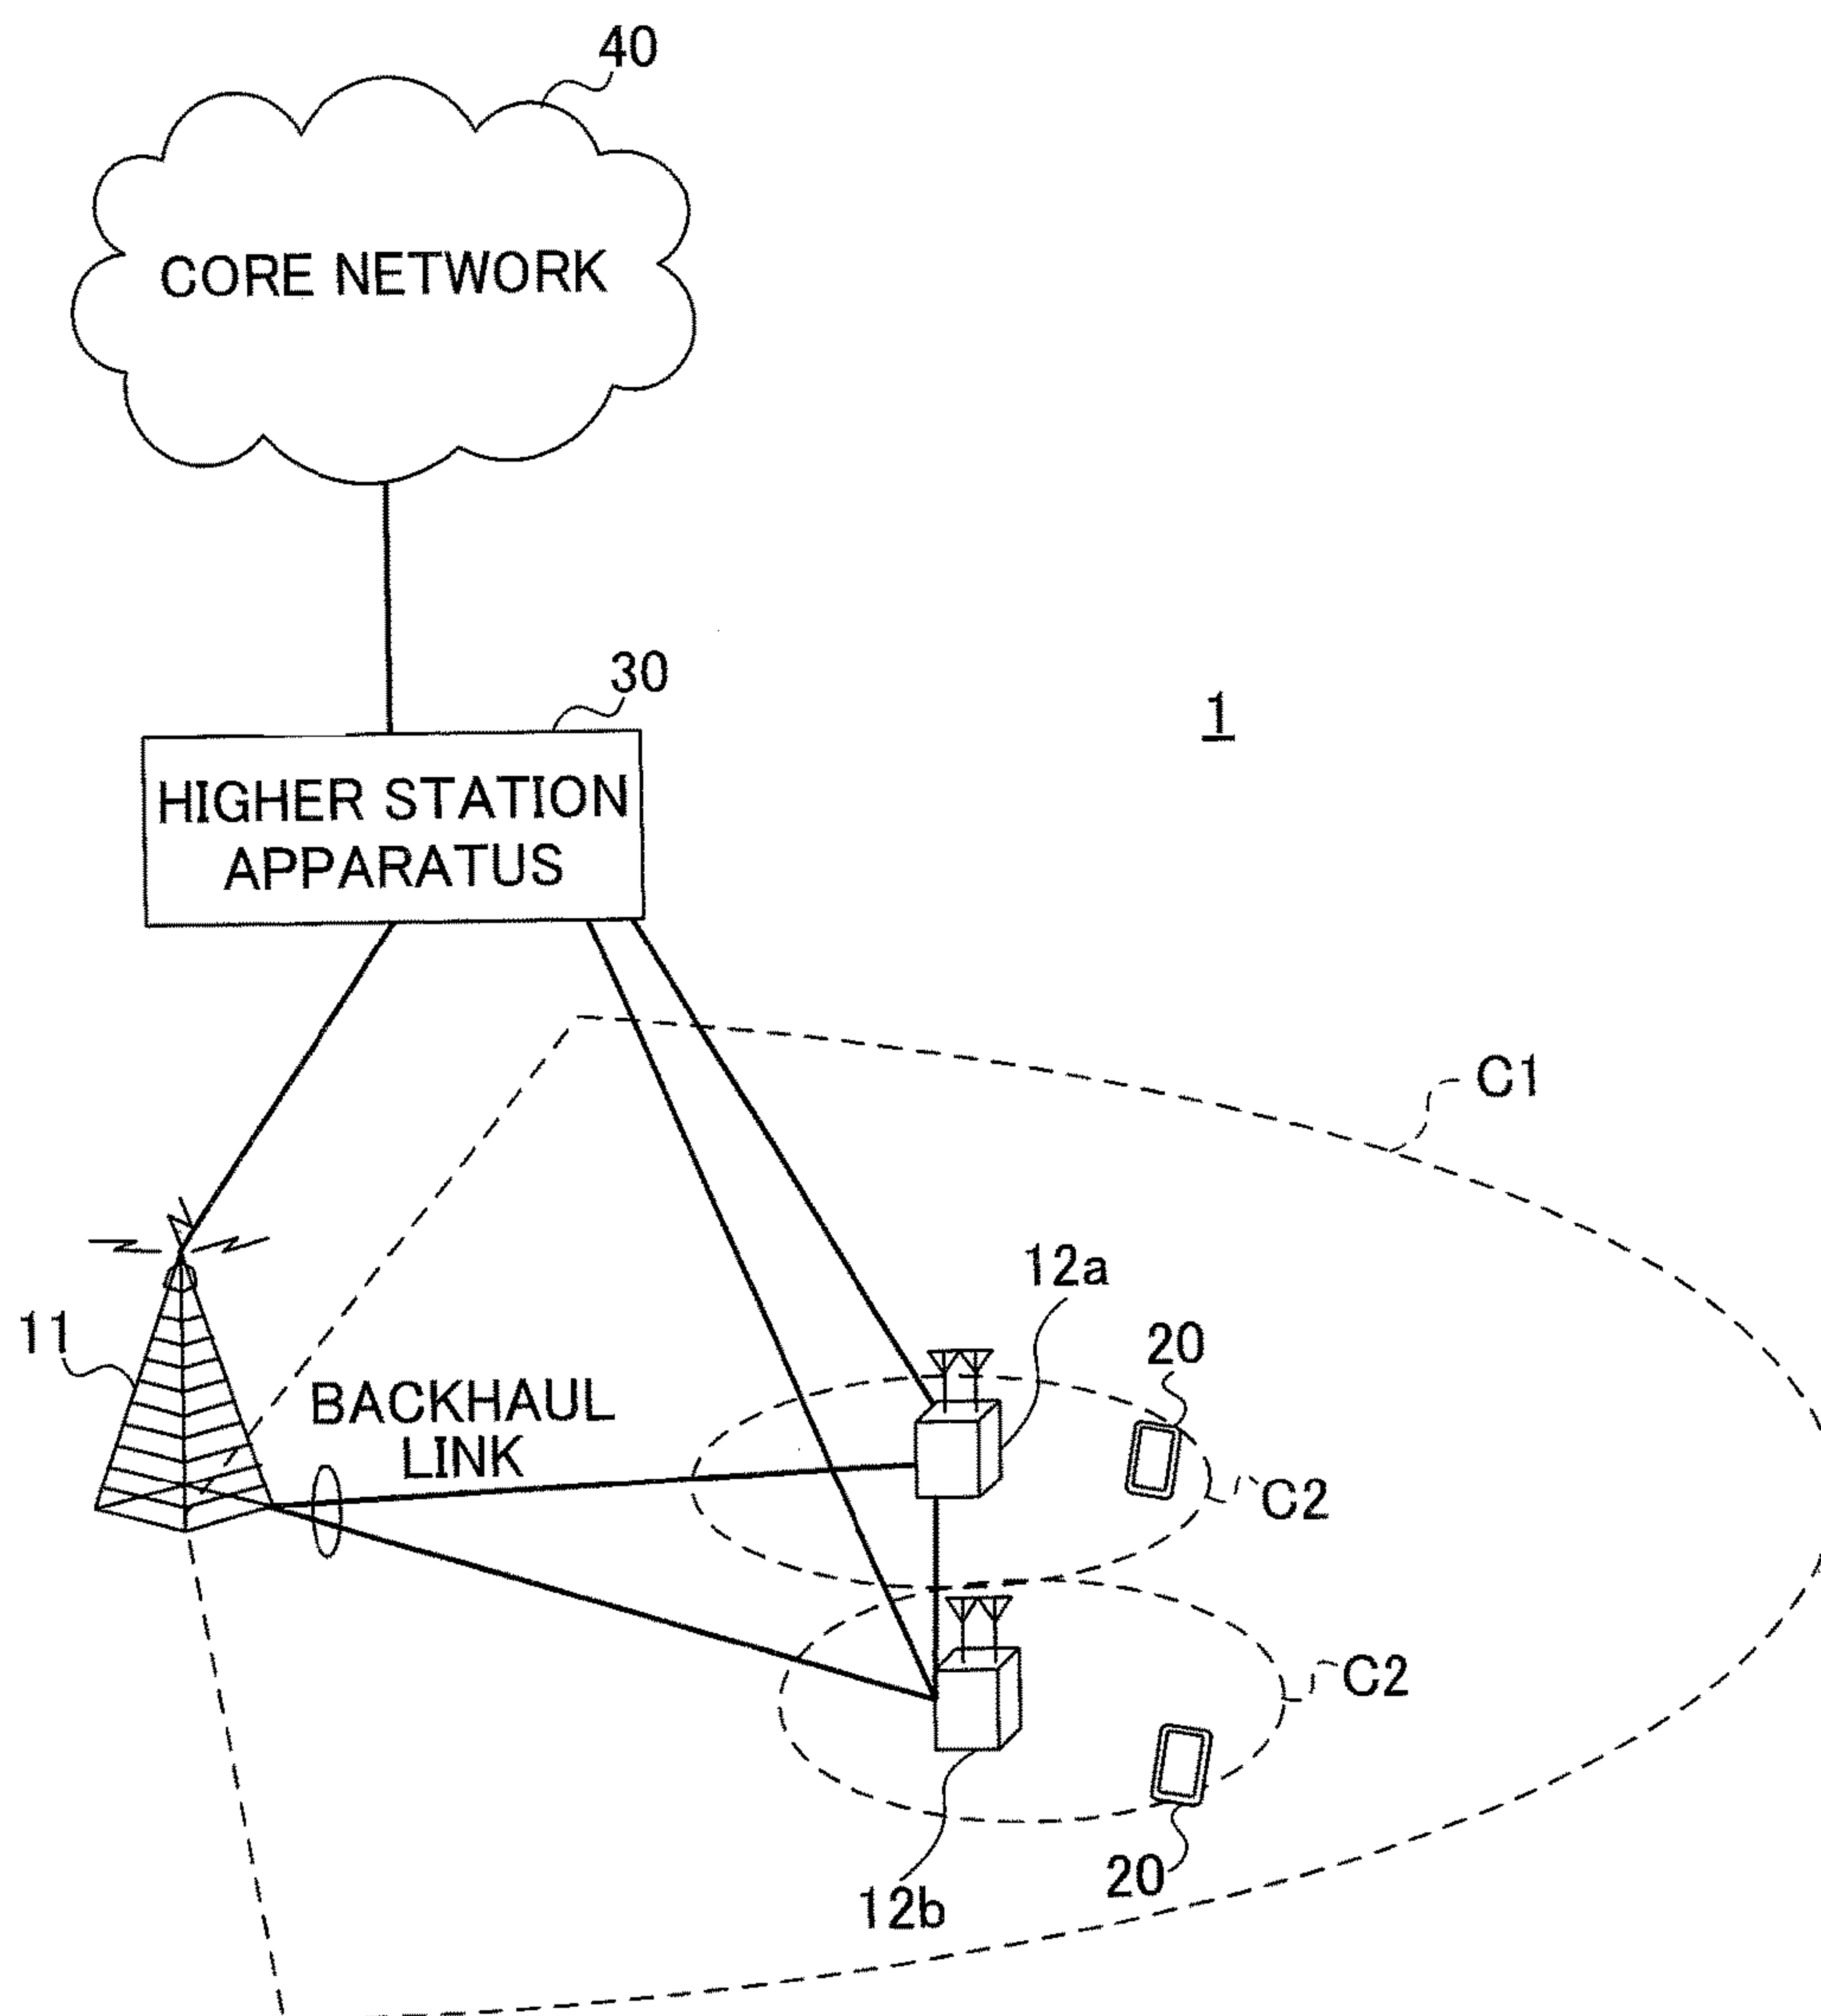 40
CORE NETWORK
30
1
HIGHER STATION
APPARATUS
C1
12a
11
20
BACKHAUL
LINK
C2
C2
20
12b